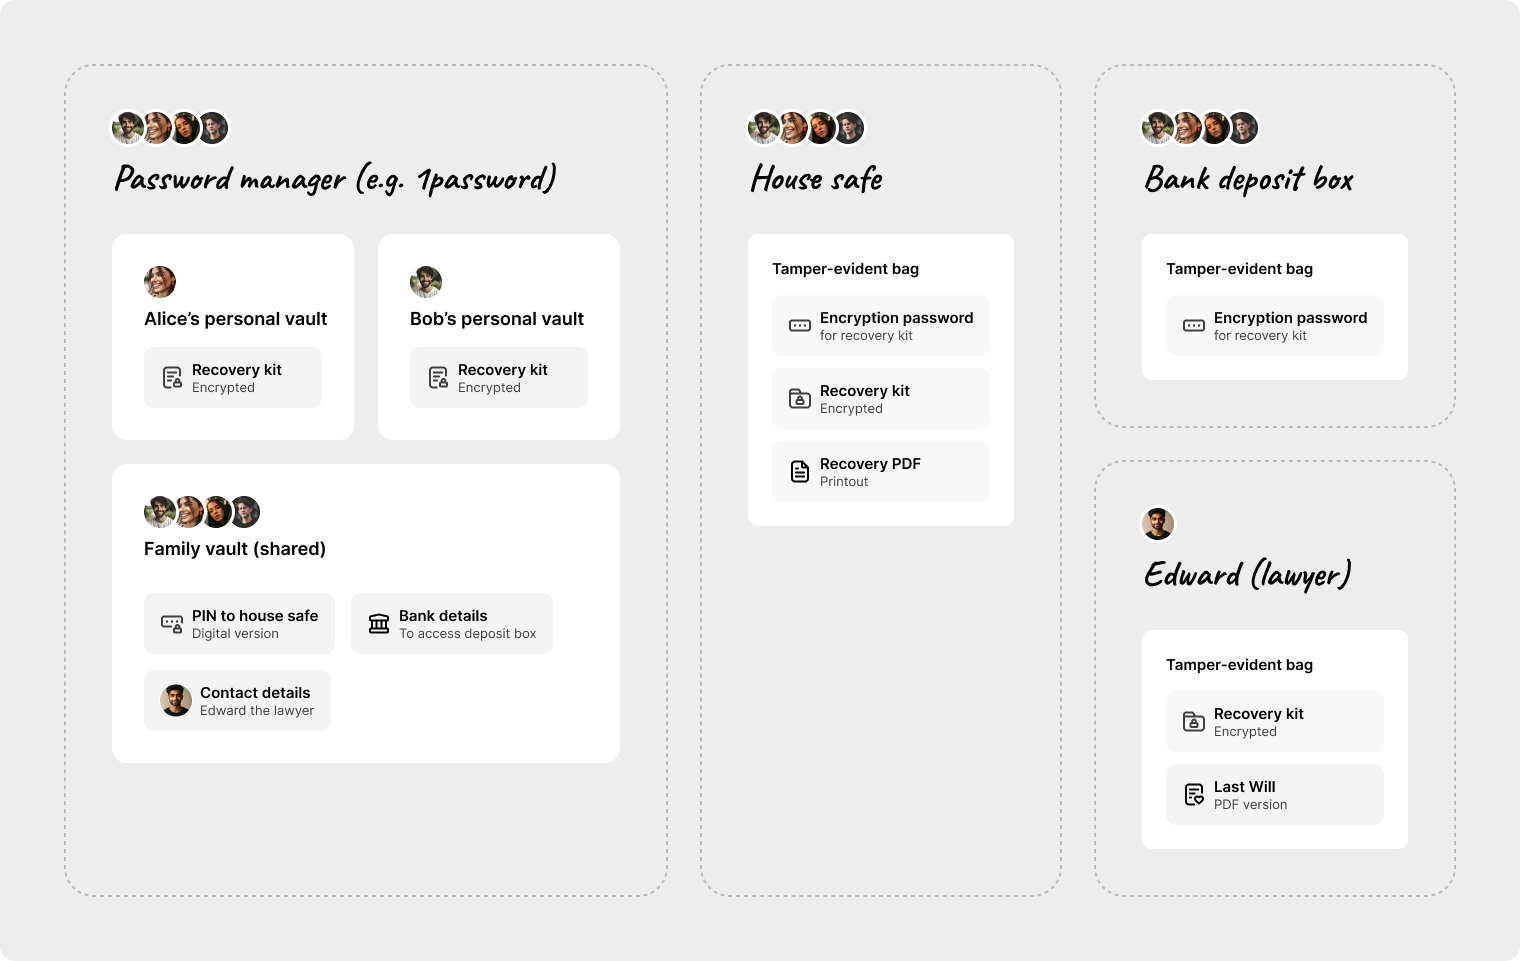 Password manager (e.g. 1password)
Alice’s personal vault
Recovery kit
Encrypted
Bob’s personal vault
Recovery kit
Encrypted
Family vault (shared)
PIN to house safe
Digital version
Bank details
To access deposit box
Contact details
Edward the lawyer
House safe
Tamper-evident bag
Encryption password
for recovery kit
Recovery kit
Encrypted
Recovery PDF
Printout
Bank deposit box
Tamper-evident bag
Encryption password
for recovery kit
Edward (lawyer)
Tamper-evident bag
Recovery kit
Encrypted
Last Will
PDF version